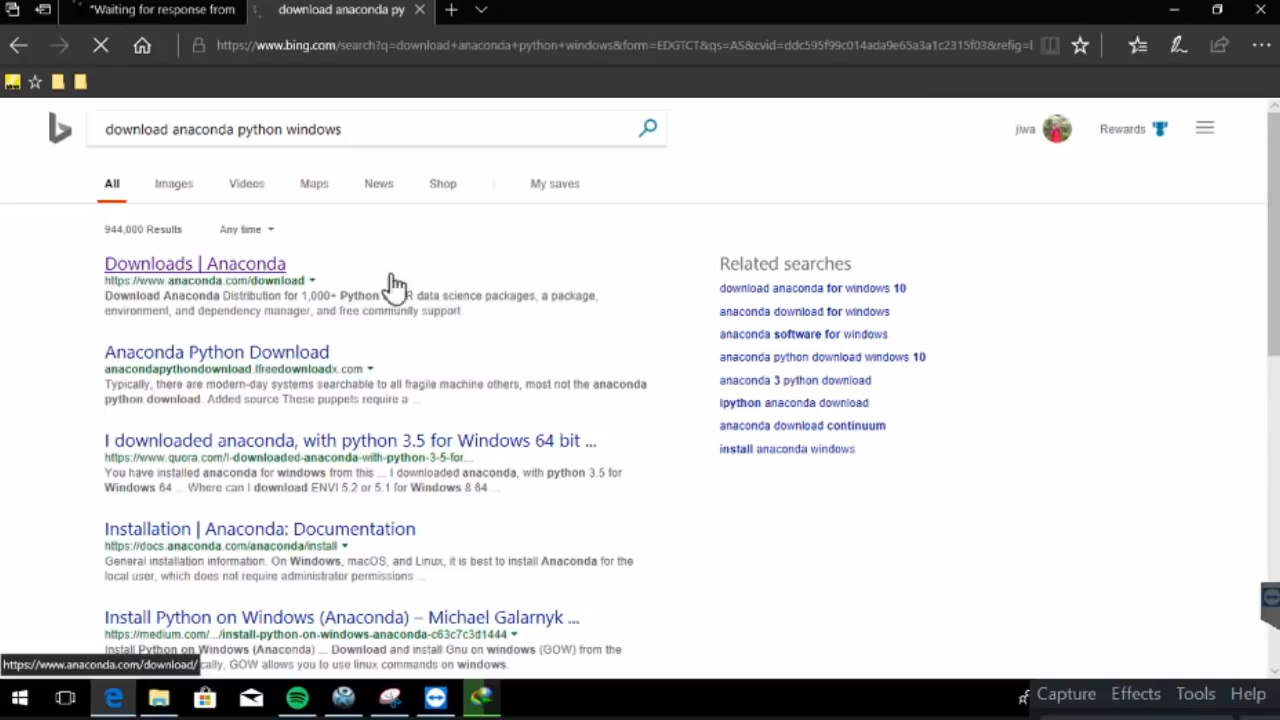 "Waiting for response from
download anaconda py
https://www.bing.com/search?q=download+anaconda+python+windows&form=EDGTCT&qs=AS&cvid=ddc595f99c014ada9e65a3a1c2315f03&refig=I
download anaconda python windows
jiwa
Rewards
All
Images
Videos
Maps
News
Shop
My saves
944,000 Results
Any time
Downloads | Anaconda
https://www.anaconda.com/download
Download Anaconda Distribution for 1,000+ Python R data science packages, a package,
environment, and dependency manager, and free community support
Anaconda Python Download
anacondapythondownload.lfreedownloadx.com
Typically, there are modern-day systems searchable to all fragile machine others, most not the anaconda
python download. Added source These puppets require a ...
I downloaded anaconda, with python 3.5 for Windows 64 bit ...
https://www.quora.com/I-downloaded-anaconda-with-python-3-5-for...
You have installed anaconda for windows from this ... I downloaded anaconda, with python 3.5 for
Windows 64 ... Where can I download ENVI 5.2 or 5.1 for Windows 8 64 ...
Installation | Anaconda: Documentation
https://docs.anaconda.com/anaconda/install
General installation information. On Windows, macOS, and Linux, it is best to install Anaconda for the
local user, which does not require administrator permissions ...
Install Python on Windows (Anaconda) – Michael Galarnyk ...
https://medium.com/.../install-python-on-windows-anaconda-c63c7c3d1444
Install Python on Windows (Anaconda) ... Download and install Gnu on windows (GOW) from the
cally, GOW allows you to use linux commands on windows.
Related searches
download anaconda for windows 10
anaconda download for windows
anaconda software for windows
anaconda python download windows 10
anaconda 3 python download
Ipython anaconda download
anaconda download continuum
install anaconda windows
https://www.anaconda.com/download/
Capture
Effects
Tools
Help